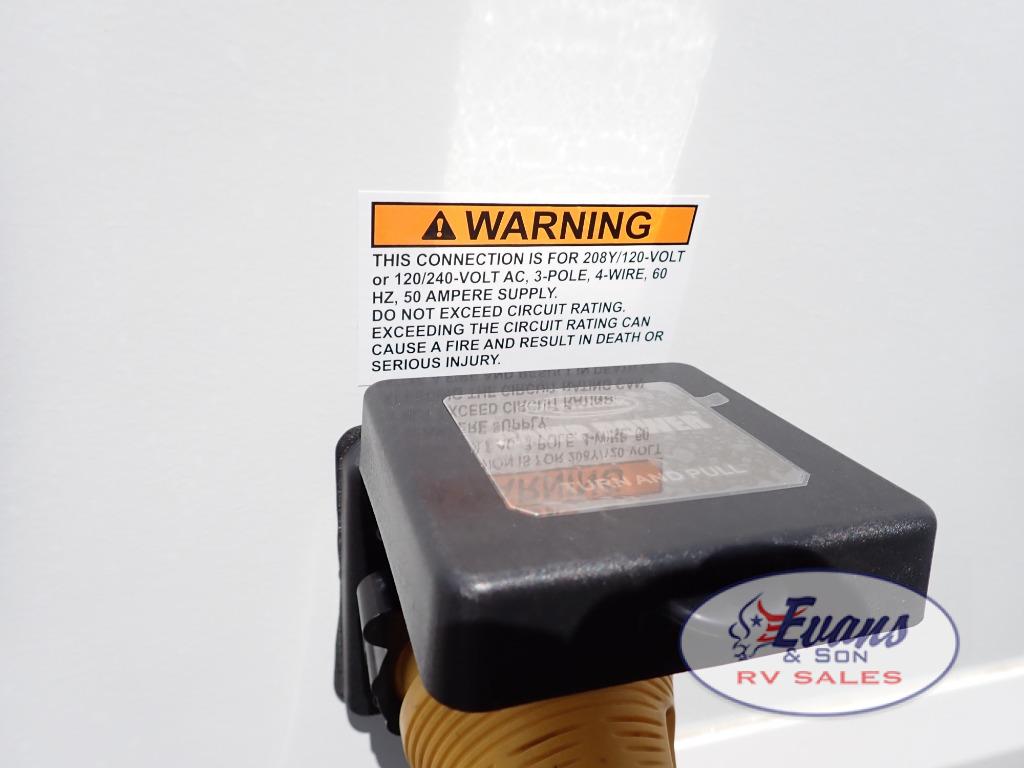 WARNING
THIS CONNECTION IS FOR 208Y/120-VOLT
or 120/240-VOLT AC, 3-POLE, 4-WIRE, 60
HZ, 50 AMPERE SUPPLY.
DO NOT EXCEED CIRCUIT RATING.
EXCEEDING THE CIRCUIT RATING CAN
CAUSE A FIRE AND RESULT IN DEATH OR
SERIOUS INJURY.
TURN AND PULL
Evans
& SON
RV SALES